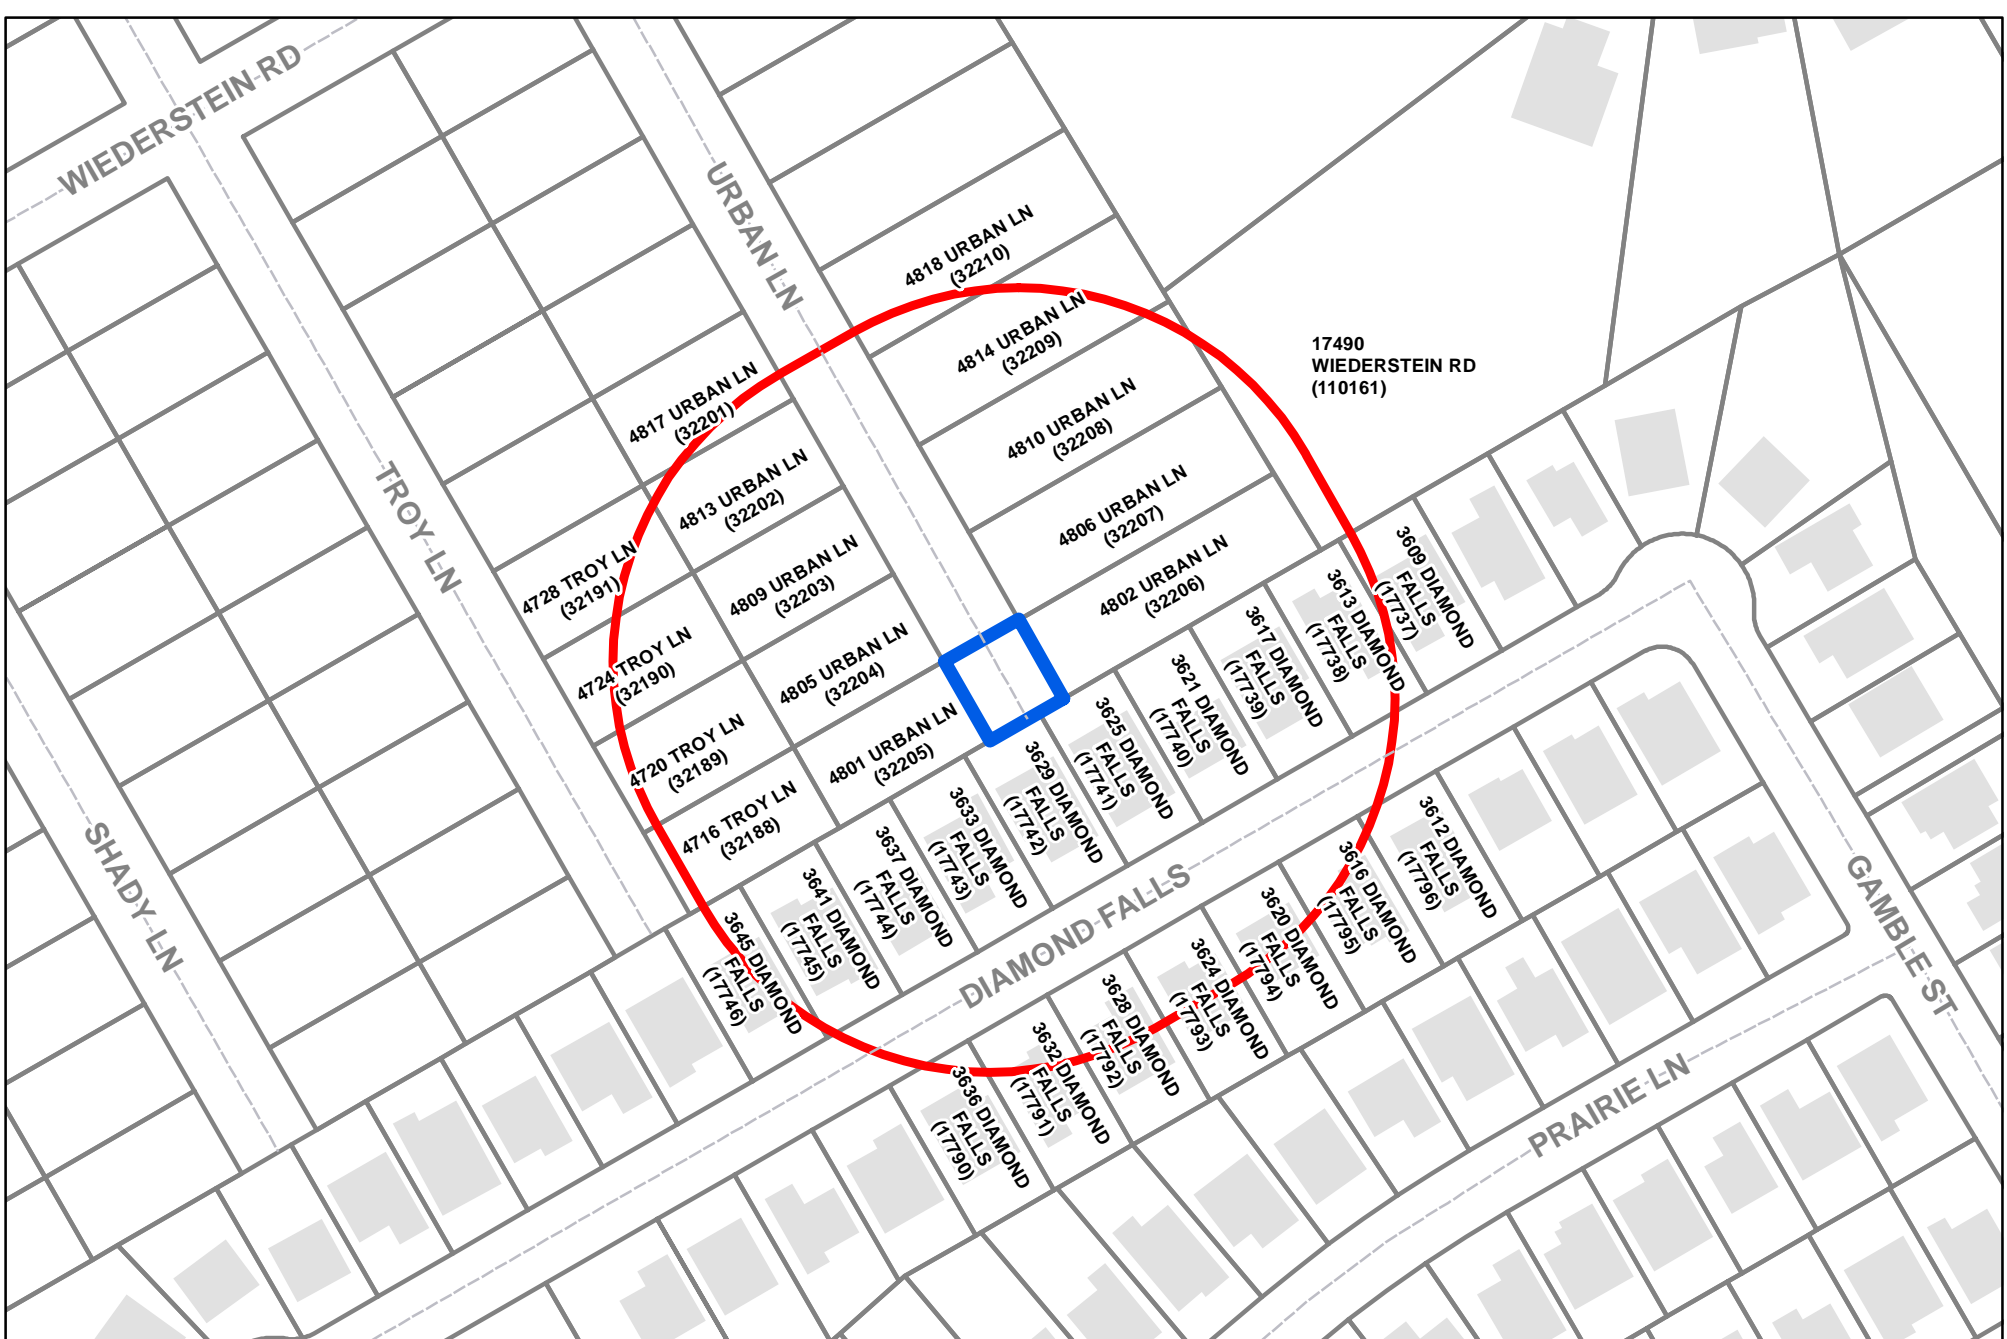 WIEDERSTEIN RD
URBAN LN
4818 URBAN LN
(32210)
4814 URBAN LN
(32209)
17490
WIEDERSTEIN RD
(110161)
4817 URBAN LN
(32201)
4810 URBAN LN
(32208)
TROY LN
4813 URBAN LN
(32202)
4806 URBAN LN
(32207)
4728 TROY LN
(32191)
4809 URBAN LN
(32203)
4802 URBAN LN
(32206)
3609 DIAMOND
FALLS
(17737)
3613 DIAMOND
FALLS
(17738)
3617 DIAMOND
FALLS
(17739)
4724 TROY LN
(32190)
4805 URBAN LN
(32204)
3621 DIAMOND
FALLS
(17740)
3625 DIAMOND
FALLS
(17741)
4720 TROY LN
(32189)
4801 URBAN LN
(32205)
3629 DIAMOND
FALLS
(17742)
3633 DIAMOND
FALLS
(17743)
4716 TROY LN
(32188)
3637 DIAMOND
FALLS
(17744)
3641 DIAMOND
FALLS
(17745)
3645 DIAMOND
FALLS
(17746)
SHADY LN
DIAMOND FALLS
3612 DIAMOND
FALLS
(17796)
3616 DIAMOND
FALLS
(17795)
3620 DIAMOND
FALLS
(17794)
3624 DIAMOND
FALLS
(17793)
3628 DIAMOND
FALLS
(17792)
3632 DIAMOND
FALLS
(17791)
3636 DIAMOND
FALLS
(17790)
GAMBLE ST
PRAIRIE LN